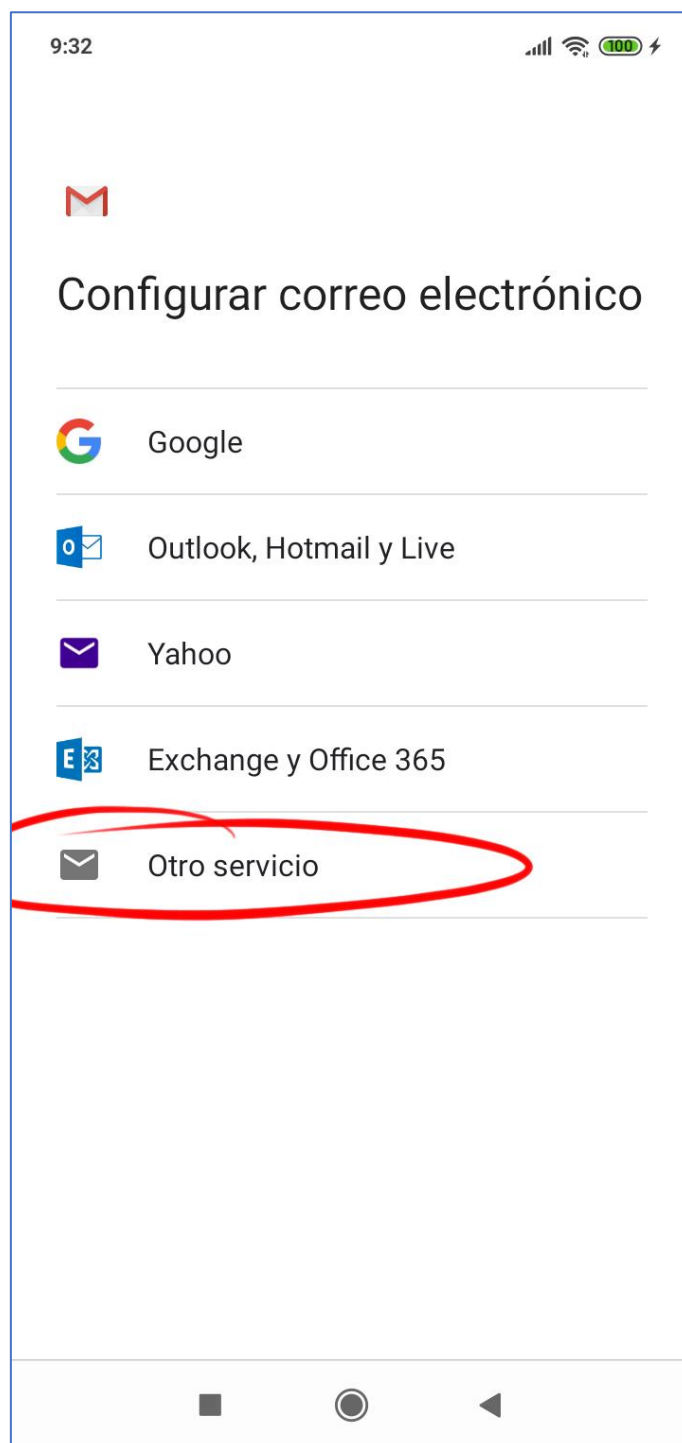 9:32 100
Configurar correo electrónico
Google
Outlook, Hotmail y Live
Yahoo
Exchange y Office 365
Otro servicio